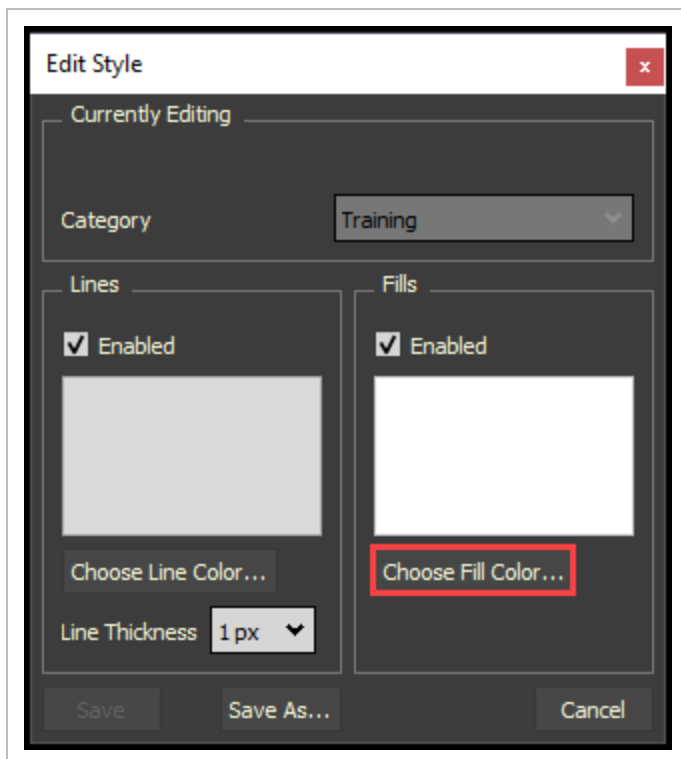 Edit Style
x
Currently Editing
Category
Training
Lines
Fills
Enabled
Enabled
Choose Line Color...
Choose Fill Color...
Line Thickness
1 px
Save
Save As...
Cancel